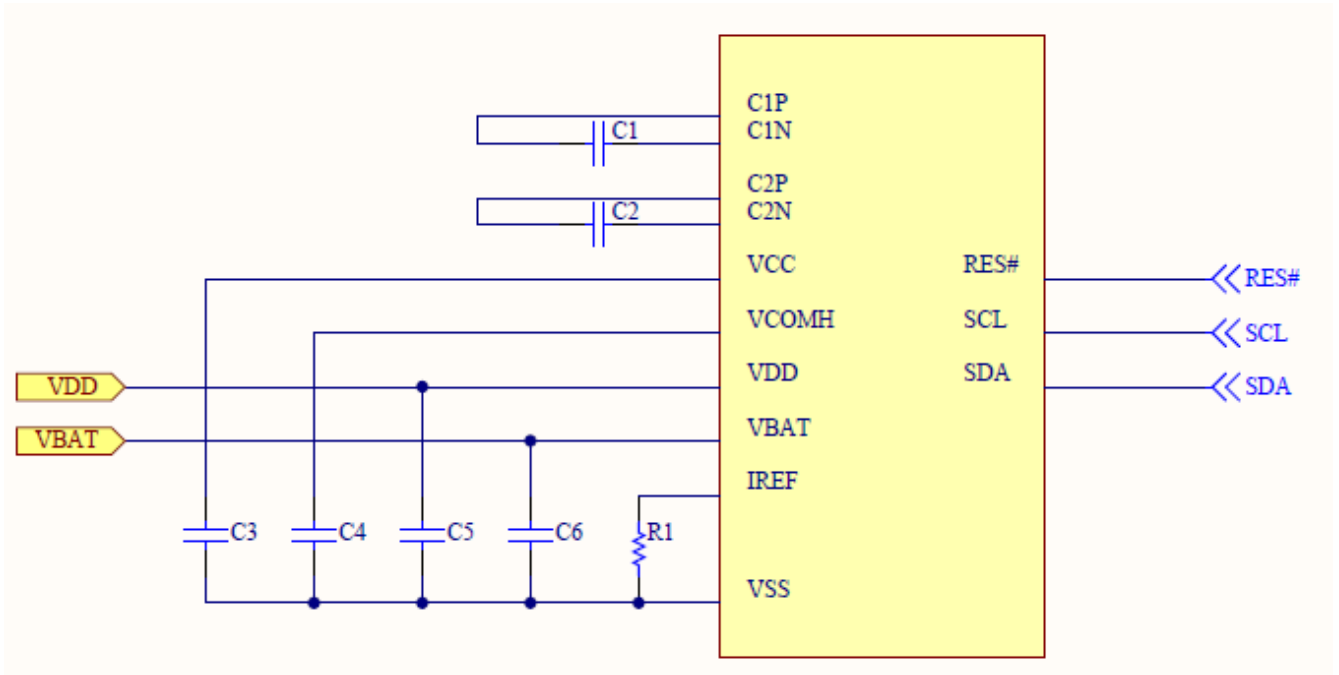 C1P
C1
C1N
C2P
C2
C2N
VCC
RES#
RES#
VCOMH
SCL
SCL
VDD
VDD
SDA
SDA
VBAT
VBAT
IREF
C3
C4
C5
C6
R1
VSS